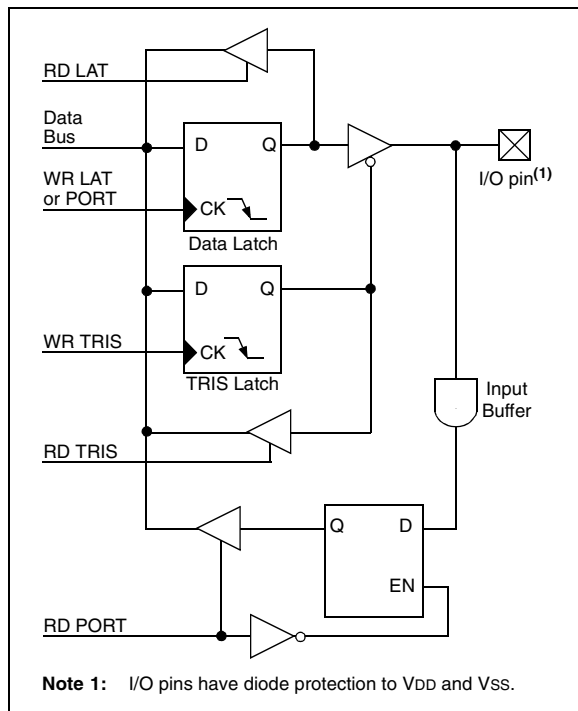 RD LAT
Data
Bus
D Q
WR LAT
or PORT
CK
Data Latch
I/O pin(1)
D Q
WR TRIS
CK
TRIS Latch
Input
Buffer
RD TRIS
Q D
EN
RD PORT
Note 1: I/O pins have diode protection to VDD and VSS.